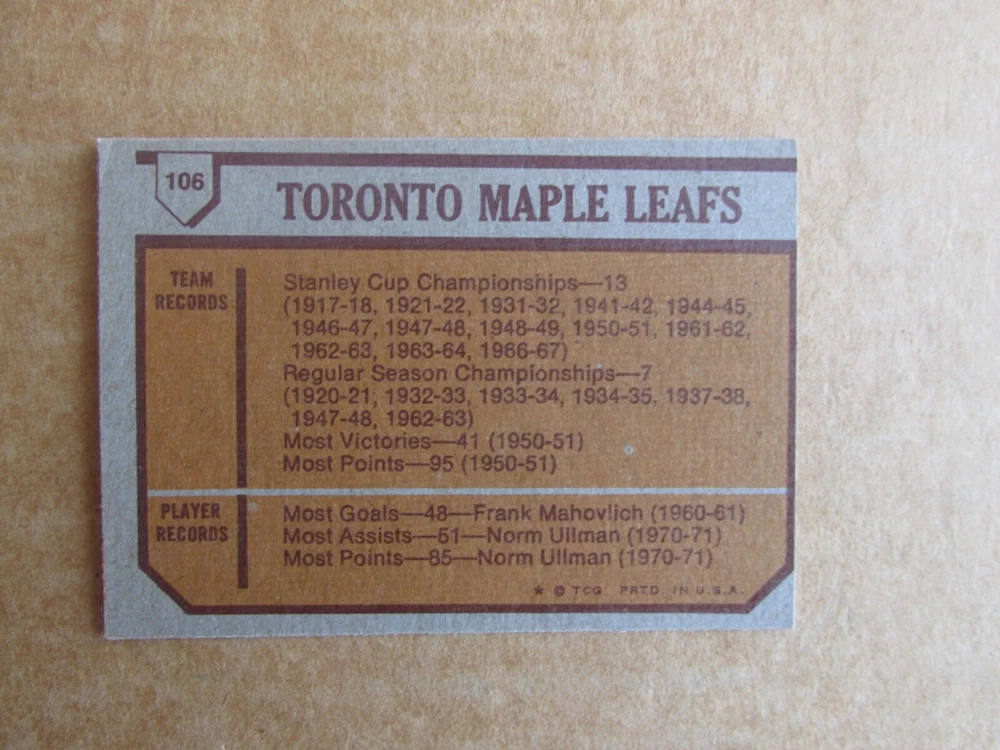 106
TORONTO MAPLE LEAFS
TEAM
RECORDS
Stanley Cup Championships—13
(1917-18, 1921-22, 1931-32, 1941-42, 1944-45,
1946-47, 1947-48, 1948-49, 1950-51, 1961-62,
1962-63, 1963-64, 1966-67)
Regular Season Championships—7
(1920-21, 1932-33, 1933-34, 1934-35, 1937-38,
1947-48, 1962-63)
Most Victories—41 (1950-51)
Most Points—95 (1950-51)
PLAYER
RECORDS
Most Goals—48—Frank Mahovlich (1960-61)
Most Assists—51—Norm Ullman (1970-71)
Most Points—85—Norm Ullman (1970-71)
* © TCG PRTD. IN U.S.A.